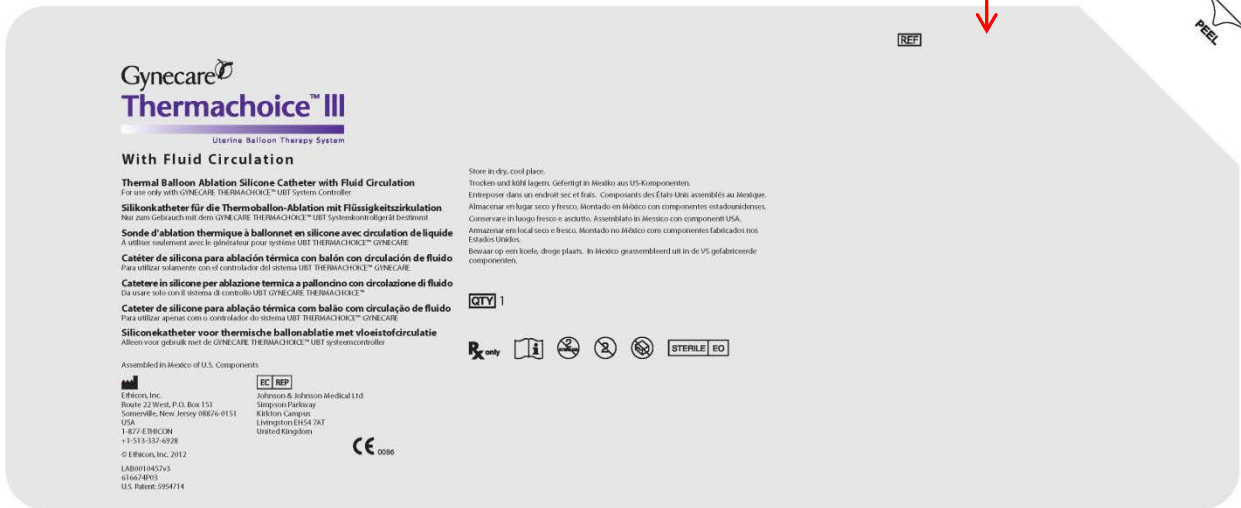 REF
PEEL
Gynecare
Thermachoice™ III
Uterine Balloon Therapy System
With Fluid Circulation
Thermal Balloon Ablation Silicone Catheter with Fluid Circulation
For use only with GYNECARE THERMACHOICE™ UBT System Controller
Silikonkatheter für die Thermoballon-Ablation mit Flüssigkeitszirkulation
Nur zum Gebrauch mit dem GYNECARE THERMACHOICE™ UBT Systemkontrollgerät bestimmt
Sonde d'ablation thermique à ballonnet en silicone avec circulation de liquide
À utiliser seulement avec le générateur pour système UBT THERMACHOICE™ GYNECARE
Catéter de silicona para ablación térmica con balón con circulación de fluido
Para utilizar solamente con el controlador del sistema UBT THERMACHOICE™ GYNECARE
Catetere in silicone per ablazione termica a palloncino con circolazione di fluido
Da usare solo con il sistema di controllo UBT GYNECARE THERMACHOICE™
Cateter de silicone para ablação térmica com balão com circulação de fluido
Para utilizar apenas com o controlador do sistema UBT THERMACHOICE™ GYNECARE
Siliconekatheter voor thermische ballonablatie met vloeistofcirculatie
Alleen voor gebruik met de GYNECARE THERMACHOICE™ UBT systeemcontroller
Assembled in Mexico of U.S. Components
Ethicon, Inc.
Route 22 West, P.O. Box 151
Somerville, New Jersey 08876-0151
USA
1-877-ETHICON
+1-513-337-6928
© Ethicon, Inc. 2012
LAB0010457v3
616674P03
U.S. Patent: 5954714
EC REP
Johnson & Johnson Medical Ltd
Simpson Parkway
Kirkton Campus
Livingston EH54 7AT
United Kingdom
CE 0086
Store in dry, cool place.
Trocken und kühl lagern. Gefertigt in Mexiko aus US-Komponenten.
Entreposer dans un endroit sec et frais. Composants des États-Unis assemblés au Mexique.
Almacenar en lugar seco y fresco. Montado en México con componentes estadounidenses.
Conservare in luogo fresco e asciutto. Assemblato in Messico con componenti USA.
Armazenar em local seco e fresco. Montado no México com componentes fabricados nos
Estados Unidos.
Bewaar op een koele, droge plaats. In Mexico geassembleerd uit in de VS gefabriceerde
componenten.
QTY 1
Rx only
2
2
STERILE EO